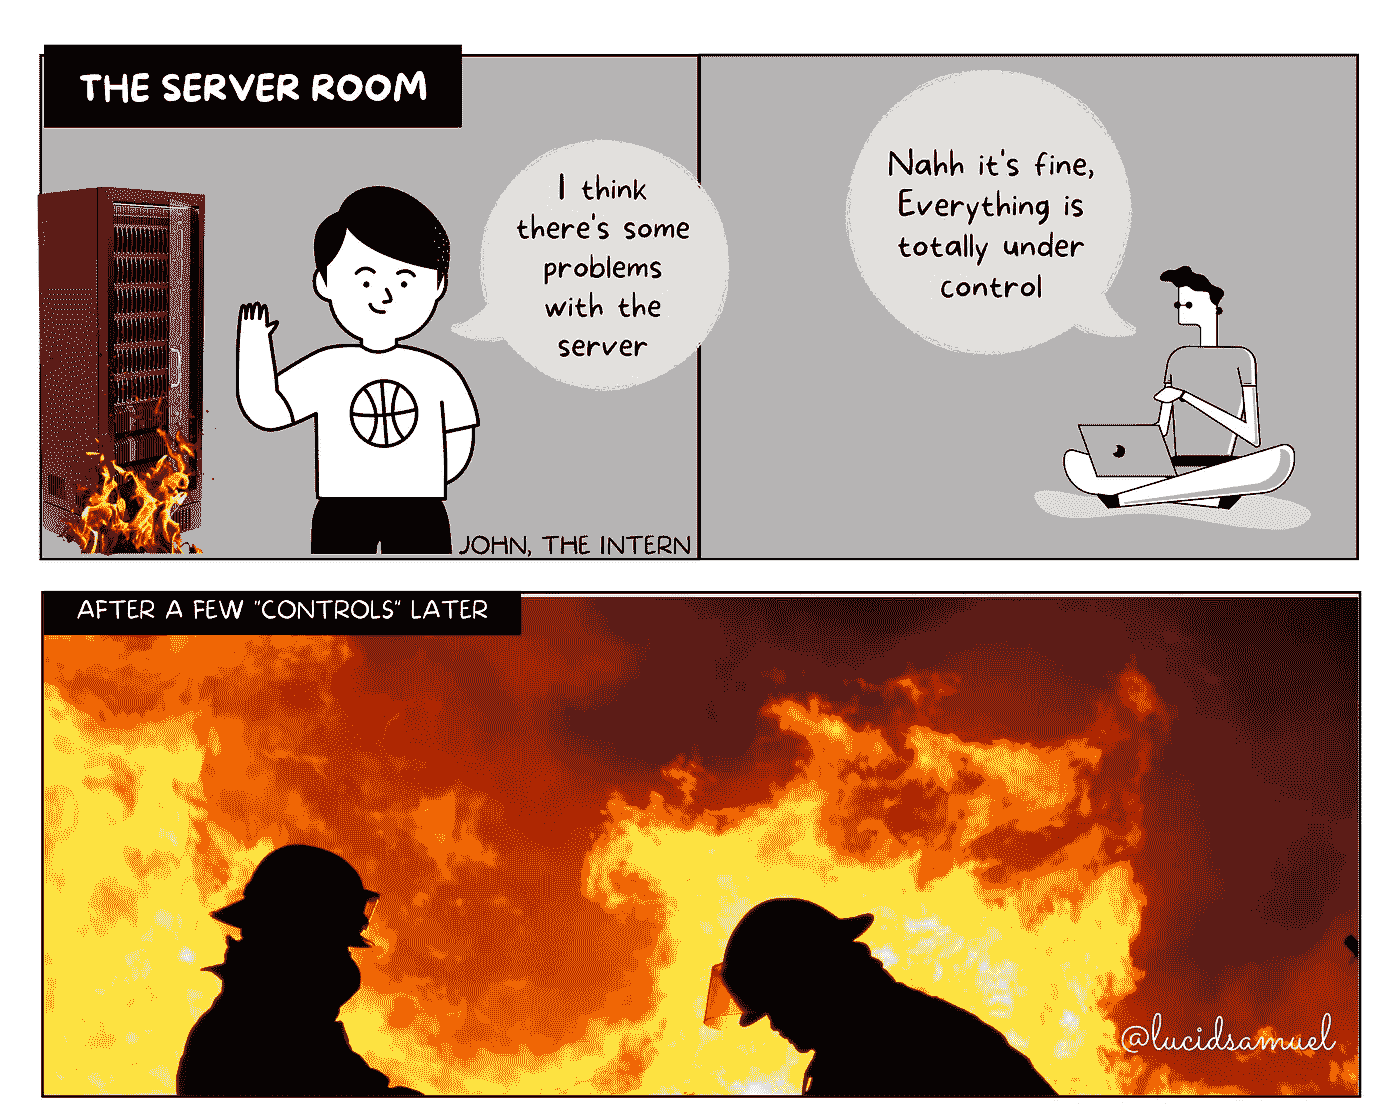 THE SERVER ROOM
I think
there's some
problems
with the
server
JOHN, THE INTERN
Nahh it's fine,
Everything is
totally under
control
AFTER A FEW "CONTROLS" LATER
@lucidsamuel